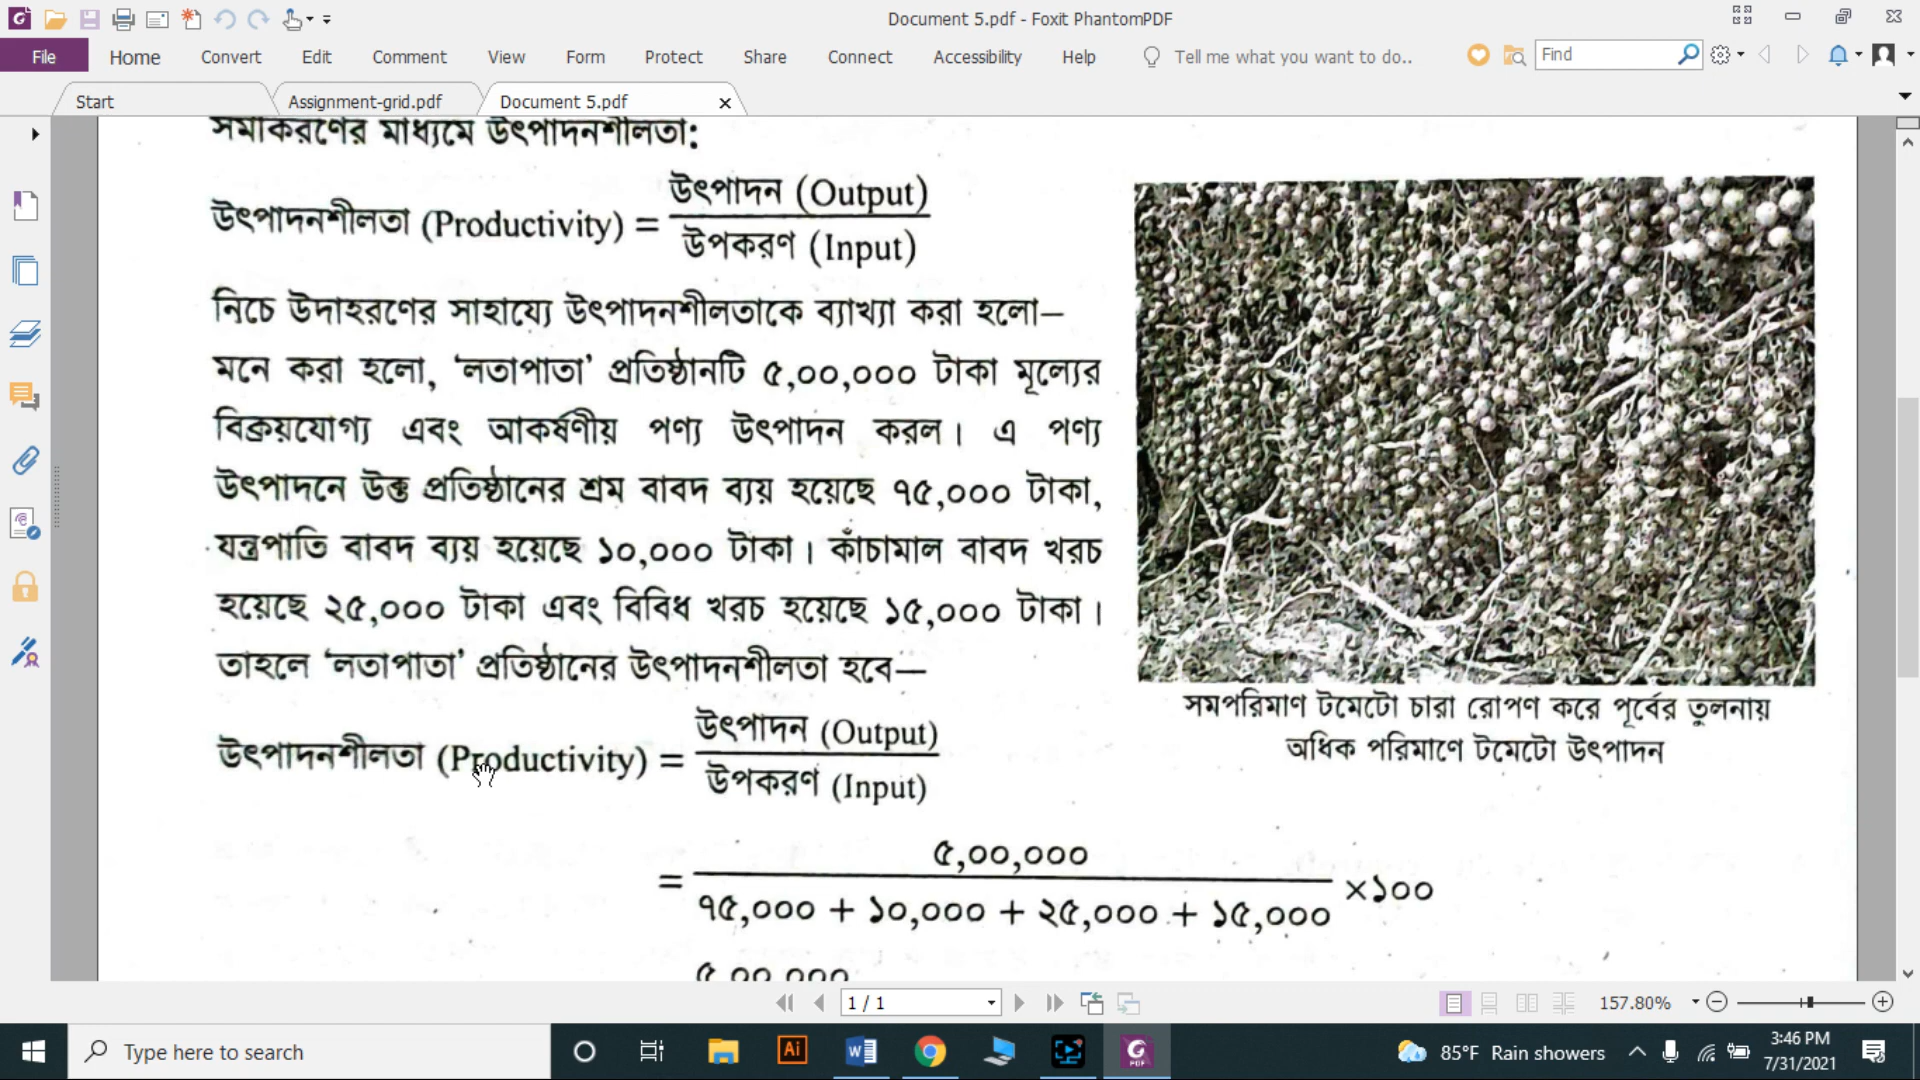 Document 5.pdf - Foxit PhantomPDF
File Home Convert Edit Comment View Form Protect Share Connect Accessibility Help Tell me what you want to do.. Find
Start Assignment-grid.pdf Document 5.pdf
সমীকরণের মাধ্যমে উৎপাদনশীলতা:
উৎপাদনশীলতা (Productivity) = উৎপাদন (Output)
উপকরণ (Input)
নিচে উদাহরণের সাহায্যে উৎপাদনশীলতাকে ব্যাখ্যা করা হলো–
মনে করা হলো, ‘লতাপাতা’ প্রতিষ্ঠানটি ৫,০০,০০০ টাকা মূল্যের
বিক্রয়যোগ্য এবং আকর্ষণীয় পণ্য উৎপাদন করল। এ পণ্য
উৎপাদনে উক্ত প্রতিষ্ঠানের শ্রম বাবদ ব্যয় হয়েছে ৭৫,০০০ টাকা,
যন্ত্রপাতি বাবদ ব্যয় হয়েছে ১০,০০০ টাকা। কাঁচামাল বাবদ খরচ
হয়েছে ২৫,০০০ টাকা এবং বিবিধ খরচ হয়েছে ১৫,০০০ টাকা।
তাহলে ‘লতাপাতা’ প্রতিষ্ঠানের উৎপাদনশীলতা হবে–
সমপরিমাণ টমেটো চারা রোপণ করে পূর্বের তুলনায়
অধিক পরিমাণে টমেটো উৎপাদন
উৎপাদনশীলতা (Productivity) = উৎপাদন (Output)
উপকরণ (Input)
= ৫,০০,০০০
৭৫,০০০ + ১০,০০০ + ২৫,০০০ + ১৫,০০০ ×১০০
৫,০০,০০০
1 / 1 157.80%
Type here to search Ai 85°F Rain showers 3:46 PM
7/31/2021